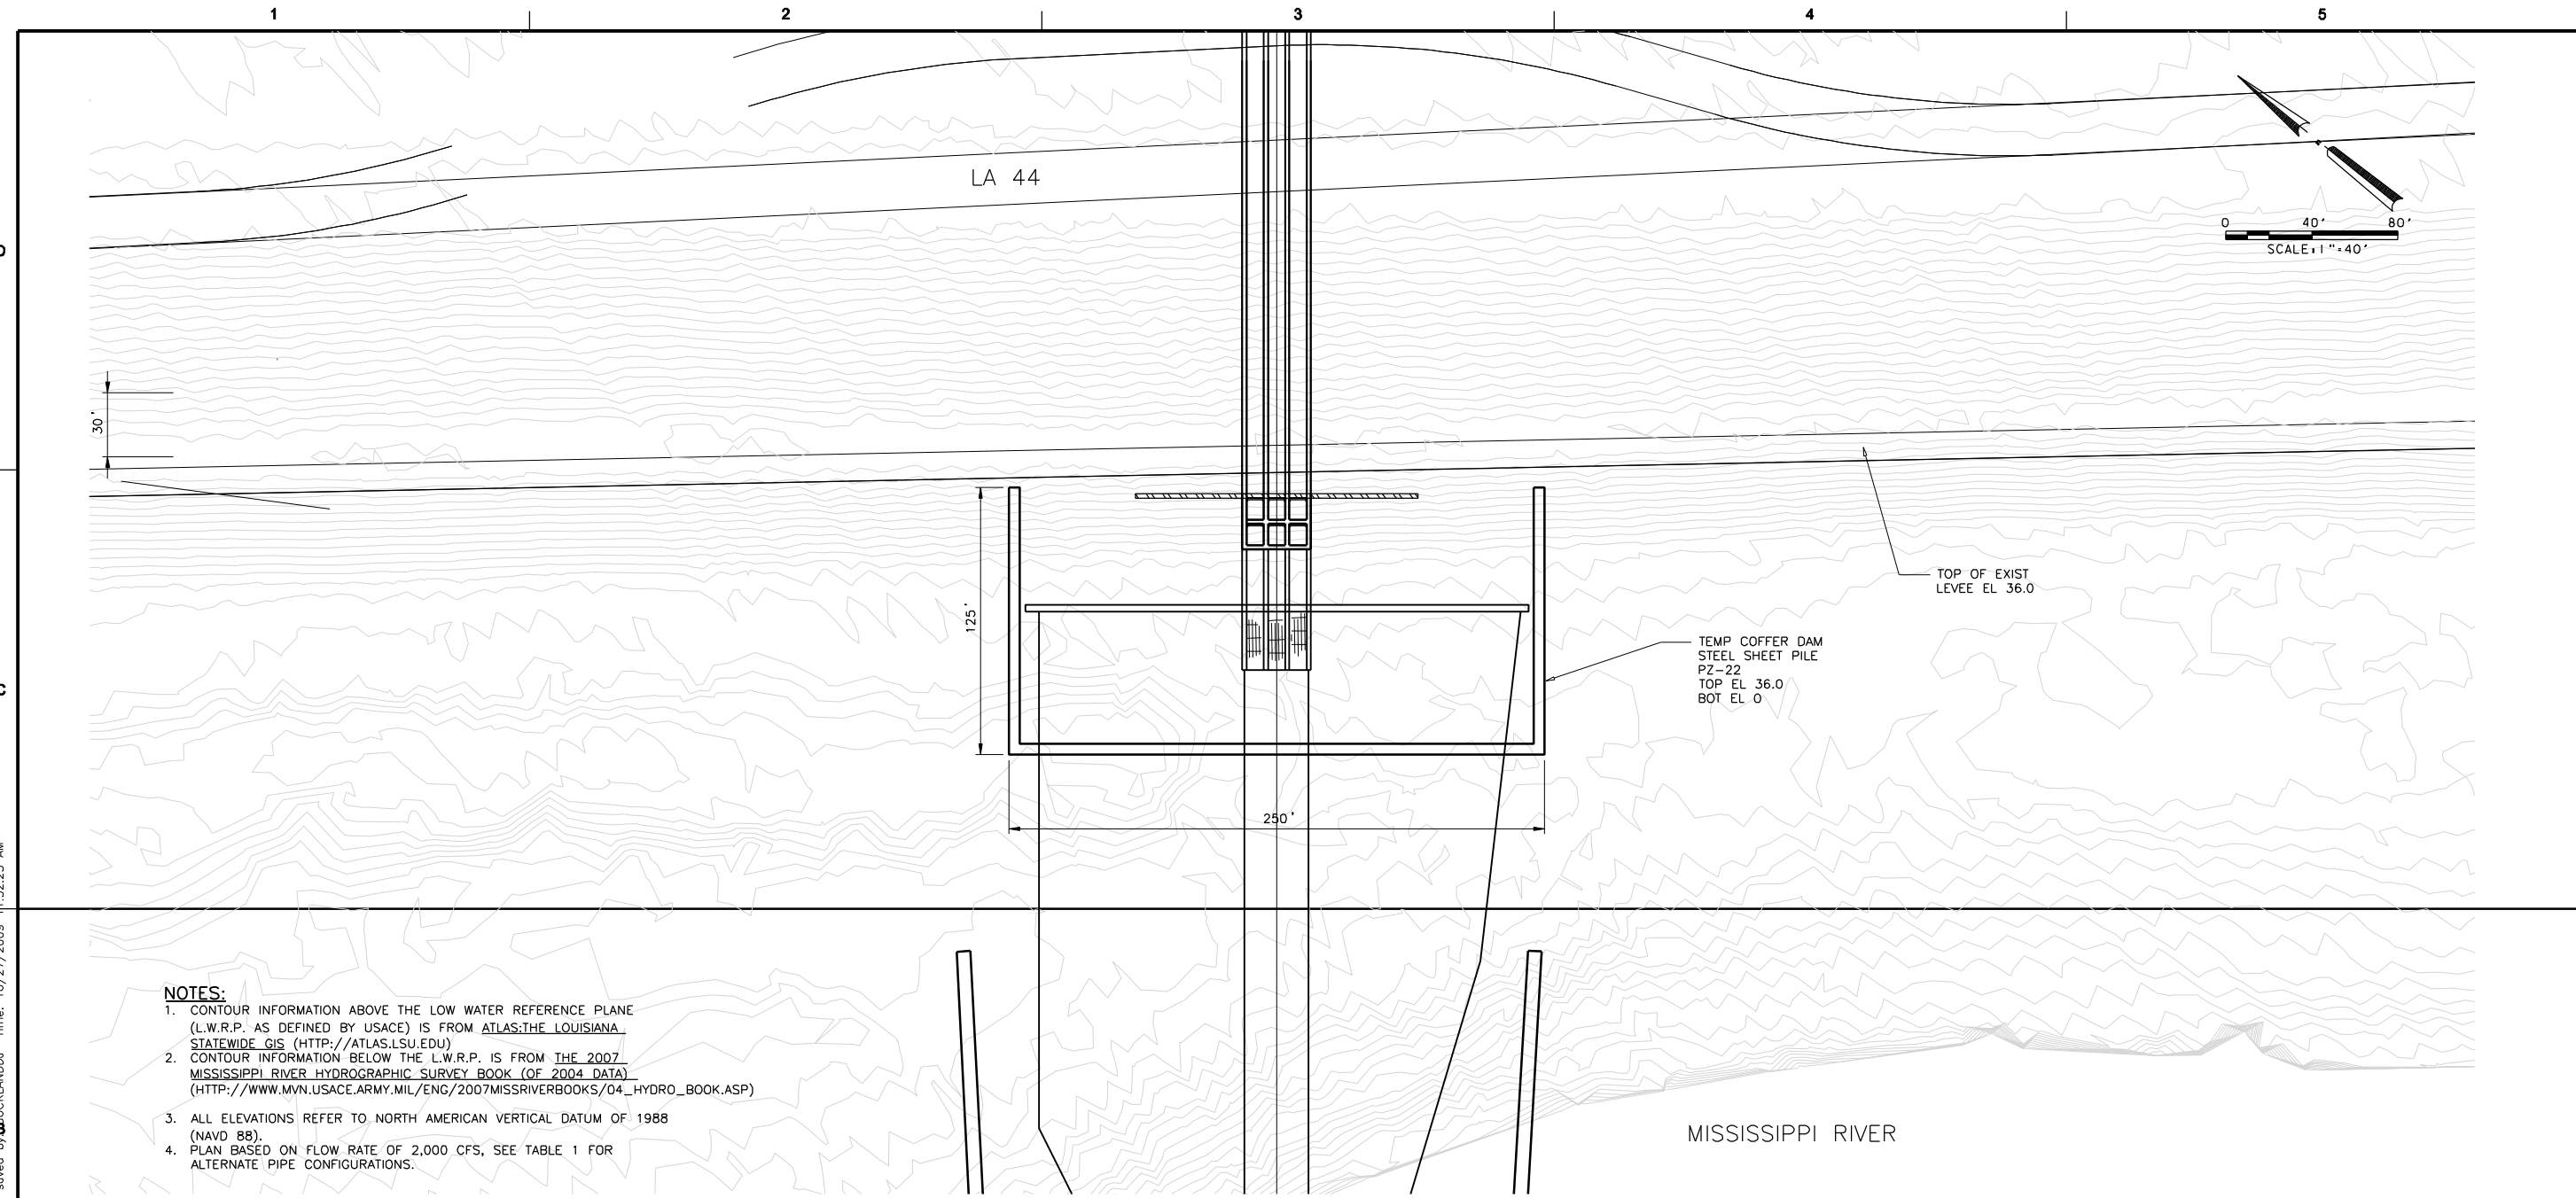 1 2 3 4 5
D
LA 44
0 40' 80'
SCALE: 1"=40'
30'
125'
TOP OF EXIST
LEVEE EL 36.0
TEMP COFFER DAM
STEEL SHEET PILE
PZ-22
TOP EL 36.0
BOT EL 0
C
250'
NOTES:
1. CONTOUR INFORMATION ABOVE THE LOW WATER REFERENCE PLANE
(L.W.R.P. AS DEFINED BY USACE) IS FROM ATLAS:THE LOUISIANA
STATEWIDE GIS (HTTP://ATLAS.LSU.EDU)
2. CONTOUR INFORMATION BELOW THE L.W.R.P. IS FROM THE 2007
MISSISSIPPI RIVER HYDROGRAPHIC SURVEY BOOK (OF 2004 DATA)
(HTTP://WWW.MVN.USACE.ARMY.MIL/ENG/2007MISSRIVERBOOKS/04_HYDRO_BOOK.ASP)
3. ALL ELEVATIONS REFER TO NORTH AMERICAN VERTICAL DATUM OF 1988
(NAVD 88).
4. PLAN BASED ON FLOW RATE OF 2,000 CFS, SEE TABLE 1 FOR
ALTERNATE PIPE CONFIGURATIONS.
MISSISSIPPI RIVER
B